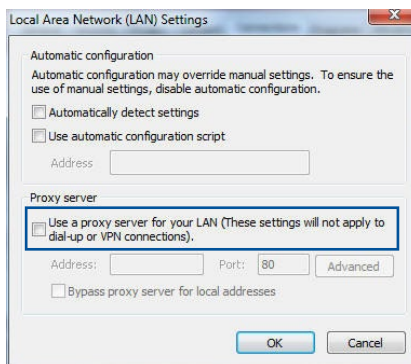 Local Area Network (LAN) Settings
Automatic configuration
Automatic configuration may override manual settings. To ensure the
use of manual settings, disable automatic configuration.
Automatically detect settings
Use automatic configuration script
Address
Proxy server
Use a proxy server for your LAN (These settings will not apply to
dial-up or VPN connections).
Address:
Port: 80
Advanced
Bypass proxy server for local addresses
OK
Cancel